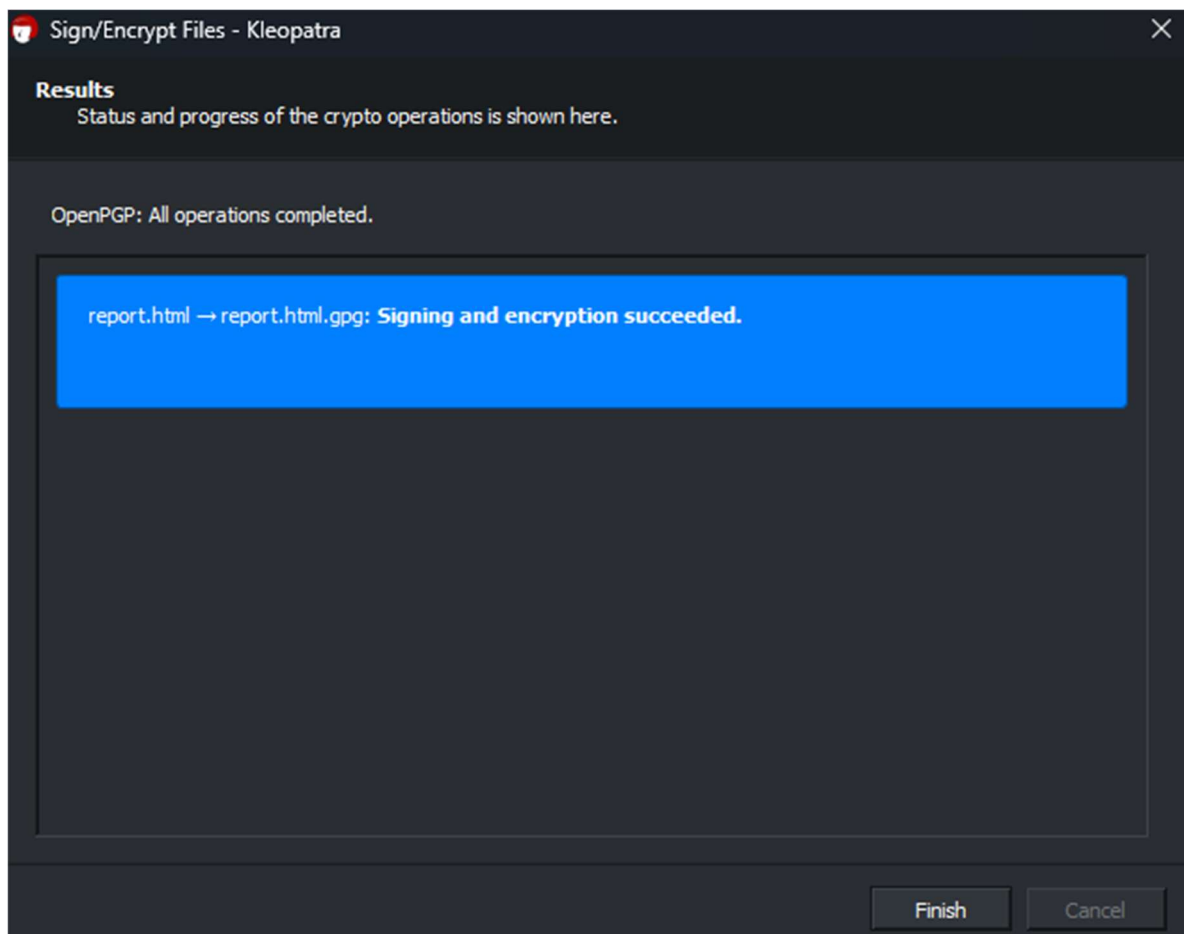 Sign/Encrypt Files - Kleopatra
Results
Status and progress of the crypto operations is shown here.
OpenPGP: All operations completed.
report.html → report.html.gpg: Signing and encryption succeeded.
Finish
Cancel